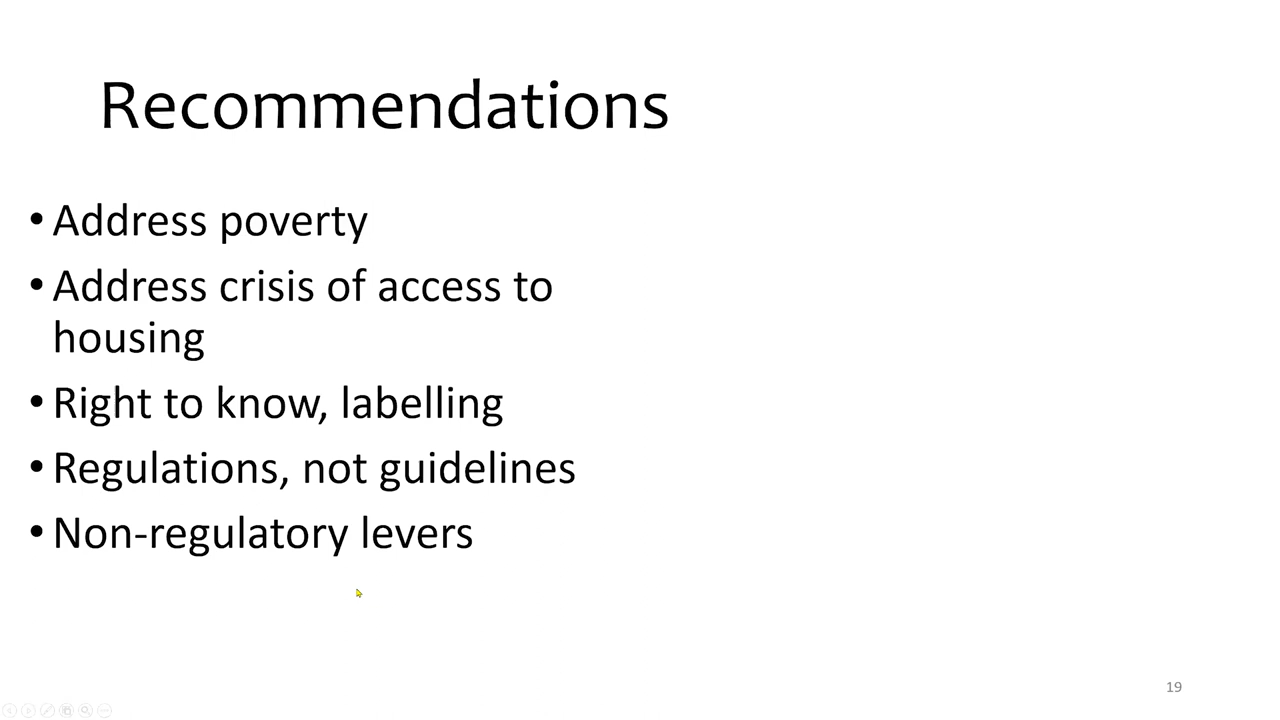 Recommendations
• Address poverty
• Address crisis of access to
housing
• Right to know, labelling
• Regulations, not guidelines
• Non-regulatory levers
19